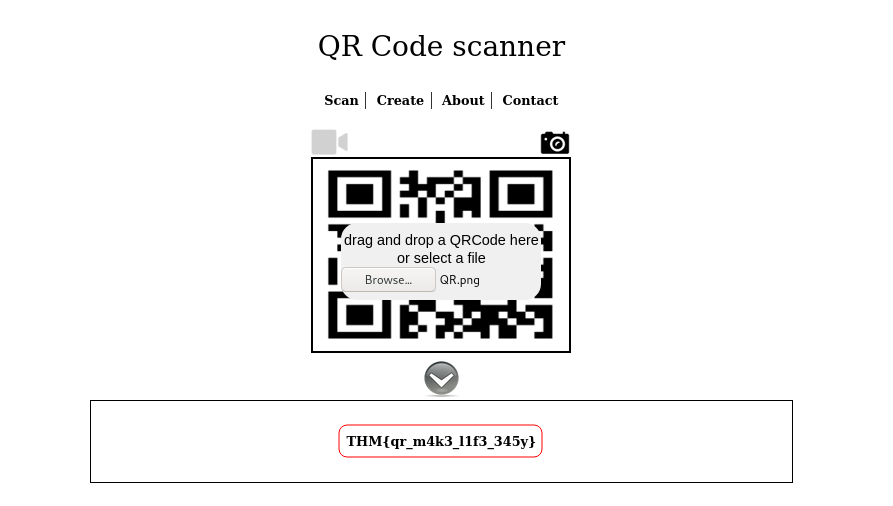 QR Code scanner
Scan Create About Contact
drag and drop a QRCode here
or select a file
Browse... QR.png
THM{qr_m4k3_l1f3_345y}